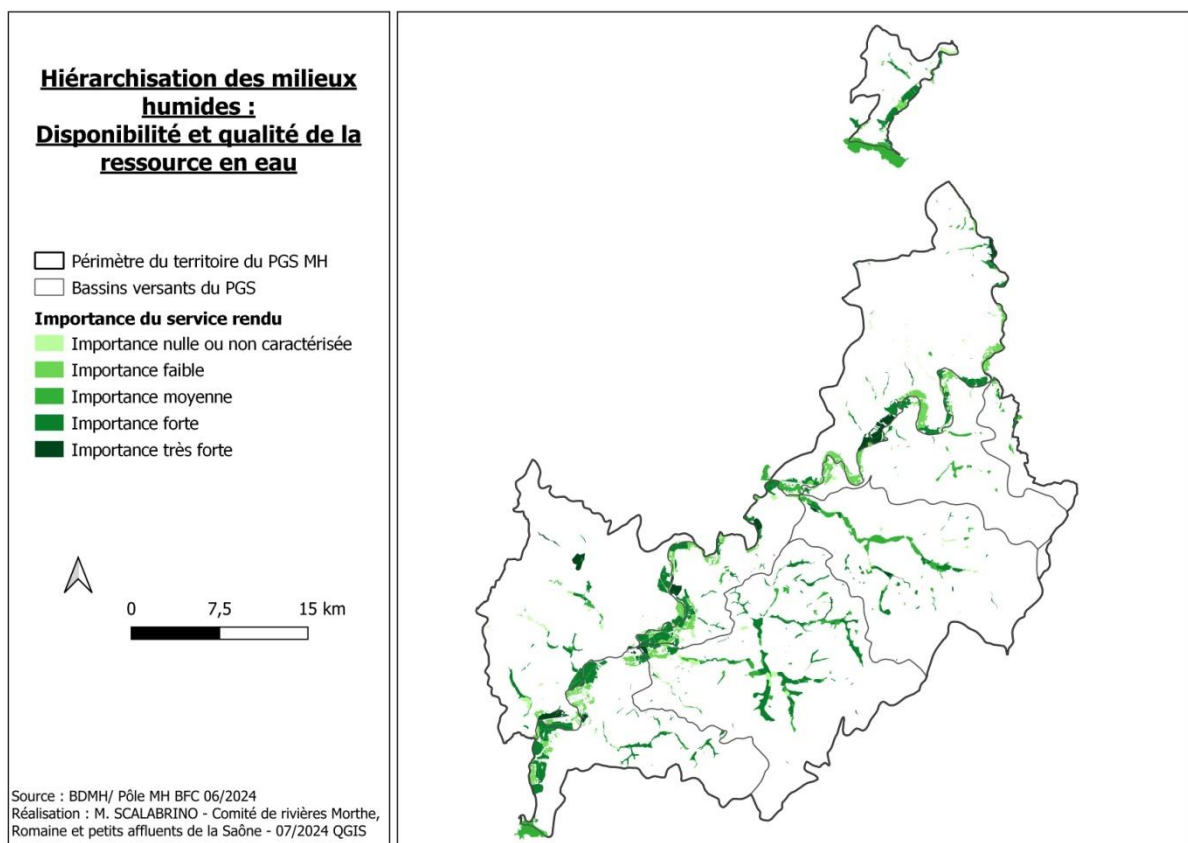 Hiérarchisation des milieux
humides :
Disponibilité et qualité de la
ressource en eau
Périmètre du territoire du PGS MH
Bassins versants du PGS
Importance du service rendu
Importance nulle ou non caractérisée
Importance faible
Importance moyenne
Importance forte
Importance très forte
0 7,5 15 km
Source : BDMH/ Pôle MH BFC 06/2024
Réalisation : M. SCALABRINO - Comité de rivières Morthe,
Romaine et petits affluents de la Saône - 07/2024 QGIS